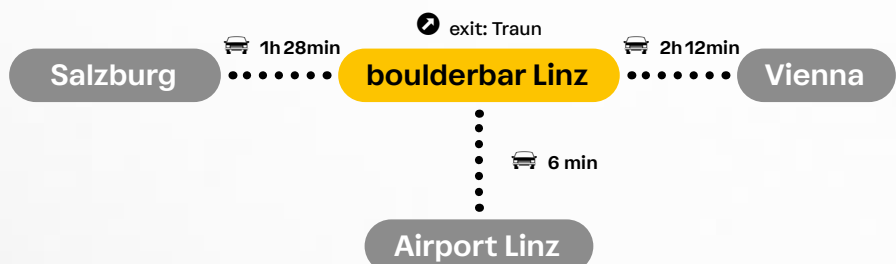 exit: Traun
1h 28min
2h 12min
Salzburg
boulderbar Linz
Vienna
6 min
Airport Linz